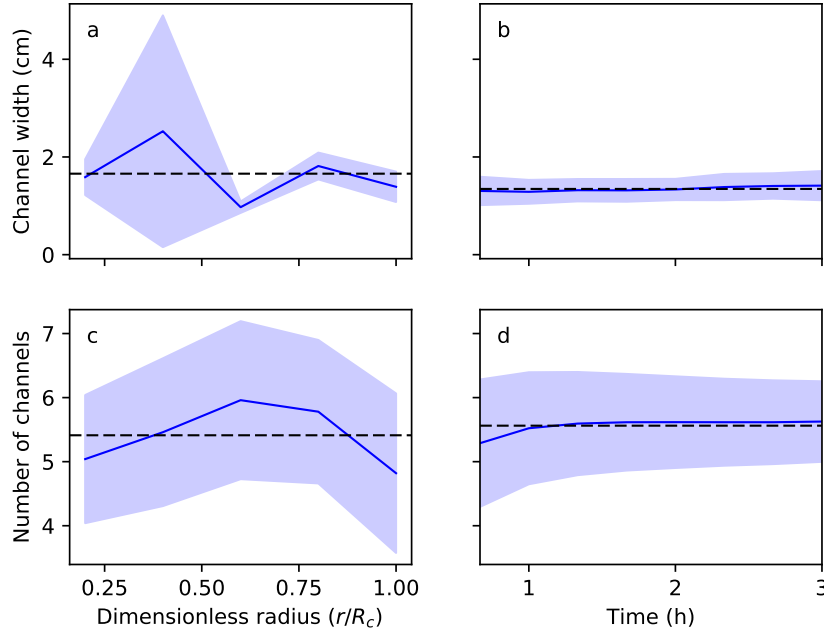 a
b
Channel width (cm)
4
2
0
c
d
Number of channels
7
6
5
4
0.25 0.50 0.75 1.00
1 2 3
Dimensionless radius (r/R_c)
Time (h)